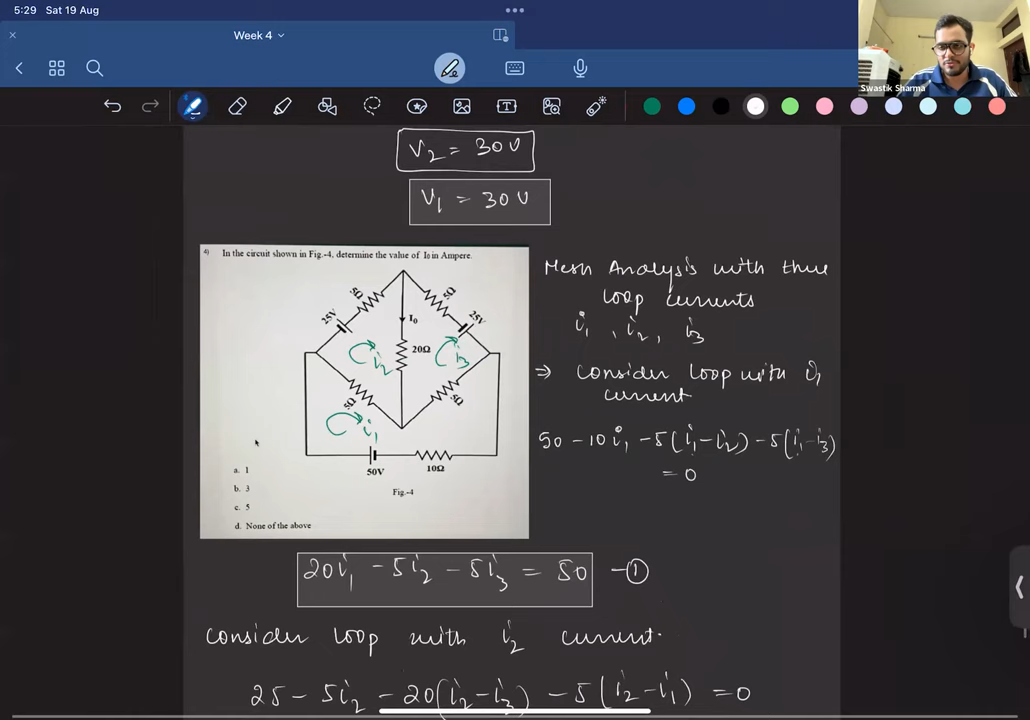 5:29 Sat 19 Aug
Week 4
Swastik Sharma
V₂ = 30V
V₁ = 30V
4) In the circuit shown in Fig.-4, determine the value of I₀ in Ampere.
5Ω
5Ω
25V
25V
I₀
20Ω
i₂
i₃
5Ω
5Ω
i₁
50V
10Ω
Fig.-4
a. 1
b. 3
c. 5
d. None of the above
Mesh Analysis with three
loop currents
i₁, i₂, i₃
⇒ Consider loop with i₁
current
50 - 10i₁ - 5(i₁-i₂) - 5(i₁-i₃)
= 0
20i₁ - 5i₂ - 5i₃ = 50 - ①
Consider loop with i₂ current.
25 - 5i₂ - 20(i₂-i₃) - 5(i₂-i₁) = 0